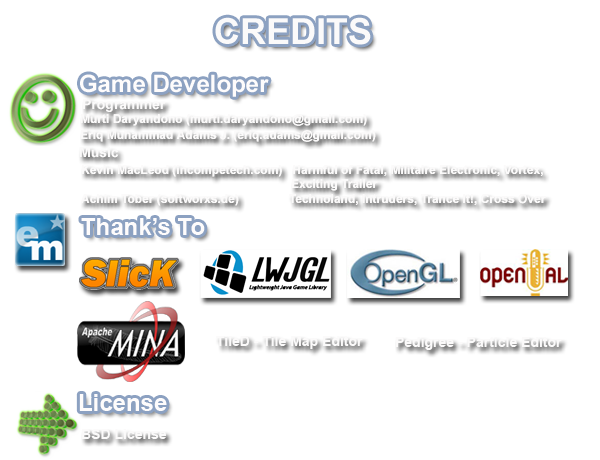 CREDITS
Game Developer
Programmer
Murti Daryandono (murti.daryandono@gmail.com)
Eriq Muhammad Adams J. (eriq.adams@gmail.com)
Music
Kevin MacLeod (incompetech.com) Harmful or Fatal, Militaire Electronic, Vortex,
Exciting Trailer
Achim Tober (softworxs.de) Technoland, Intruders, Trance It!, Cross Over
em
Thank's To
Slick
LWJGL
Lightweight Java Game Library
OpenGL
OPENAL
Apache
MINA
TileD - Tile Map Editor
Pedigree - Particle Editor
License
BSD License